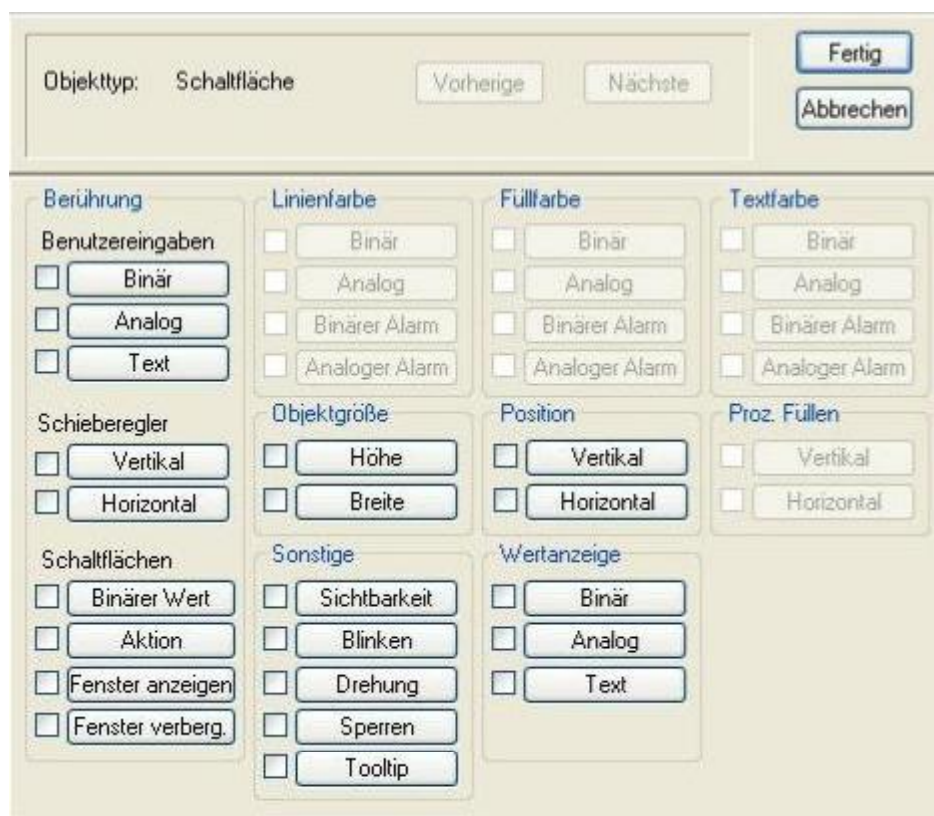 Objekttyp: Schaltfläche Vorherige Nächste
Fertig
Abbrechen
Berührung
Benutzereingaben
Binär
Analog
Text
Schieberegler
Vertikal
Horizontal
Schaltflächen
Binärer Wert
Aktion
Fenster anzeigen
Fenster verberg.
Linienfarbe
Binär
Analog
Binärer Alarm
Analoger Alarm
Objektgröße
Höhe
Breite
Sonstige
Sichtbarkeit
Blinken
Drehung
Sperren
Tooltip
Füllfarbe
Binär
Analog
Binärer Alarm
Analoger Alarm
Position
Vertikal
Horizontal
Wertanzeige
Binär
Analog
Text
Textfarbe
Binär
Analog
Binärer Alarm
Analoger Alarm
Proz. Füllen
Vertikal
Horizontal